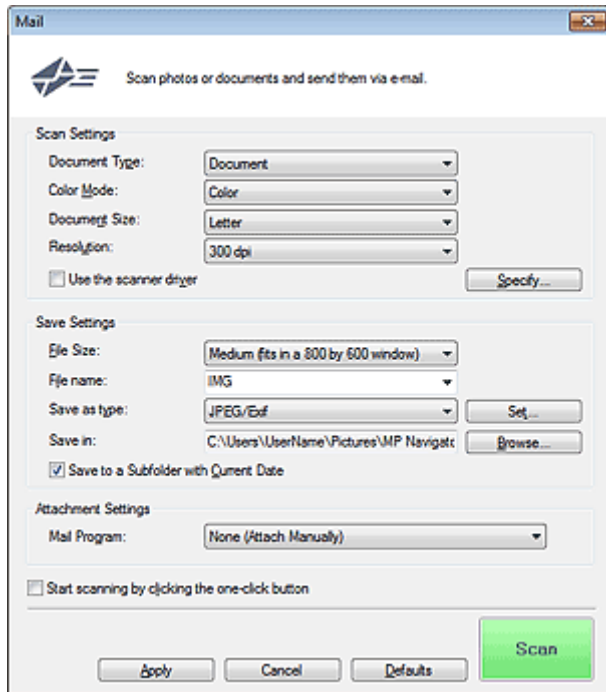 Mail
Scan photos or documents and send them via e-mail.
Scan Settings
Document Type: Document
Color Mode: Color
Document Size: Letter
Resolution: 300 dpi
Use the scanner driver Specify...
Save Settings
File Size: Medium (fits in a 800 by 600 window)
File name: IMG
Save as type: JPEG/Exif Set...
Save in: C:\Users\UserName\Pictures\MP Navigato Browse...
Save to a Subfolder with Current Date
Attachment Settings
Mail Program: None (Attach Manually)
Start scanning by clicking the one-click button
Apply Cancel Defaults Scan